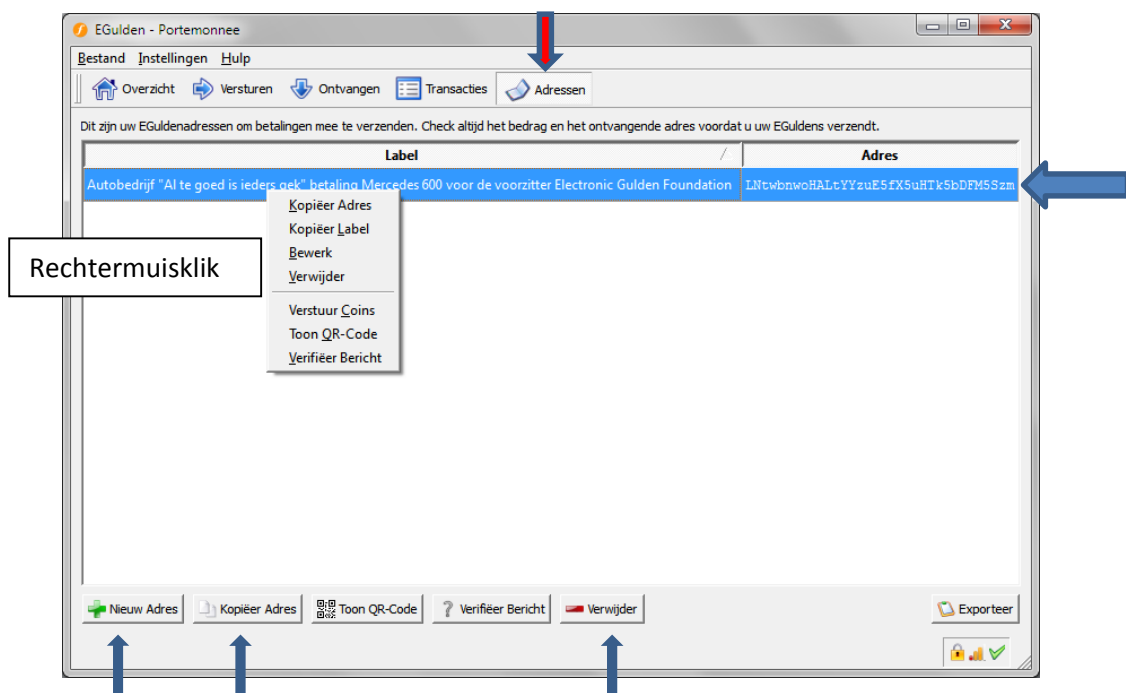 EGulden - Portemonnee
Bestand Instellingen Hulp
Overzicht Versturen Ontvangen Transacties Adressen
Dit zijn uw EGuldenadressen om betalingen mee te verzenden. Check altijd het bedrag en het ontvangende adres voordat u uw EGuldens verzendt.
Label Adres
Autobedrijf "Al te goed is ieders gek" betaling Mercedes 600 voor de voorzitter Electronic Gulden Foundation LNtwbnwoHALtYYzuE5fX5uHTk5bDFM5Szm
Kopiëer Adres
Kopiëer Label
Bewerk
Rechtermuisklik
Verwijder
Verstuur Coins
Toon QR-Code
Verifiëer Bericht
Nieuw Adres Kopiëer Adres Toon QR-Code Verifiëer Bericht Verwijder Exporteer